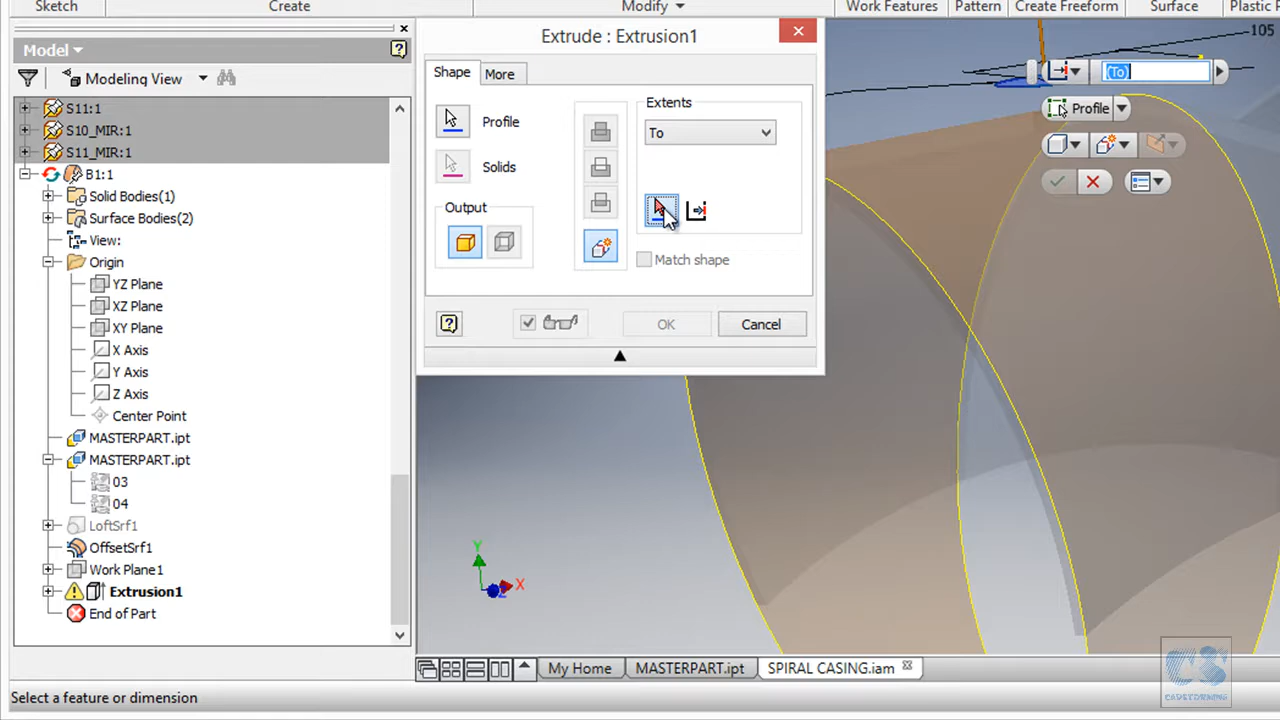 Sketch Create Modify Work Features Pattern Create Freeform Surface Plastic
Model
Modeling View
S11:1
S10_MIR:1
S11_MIR:1
B1:1
Solid Bodies(1)
Surface Bodies(2)
View:
Origin
YZ Plane
XZ Plane
XY Plane
X Axis
Y Axis
Z Axis
Center Point
MASTERPART.ipt
MASTERPART.ipt
03
04
LoftSrf1
OffsetSrf1
Work Plane1
Extrusion1
End of Part
Extrude : Extrusion1
Shape More
Profile
Solids
Output
Extents
To
Match shape
OK Cancel
105
(To)
Profile
Y
X
Z
My Home MASTERPART.ipt SPIRAL CASING.iam
Select a feature or dimension
CS